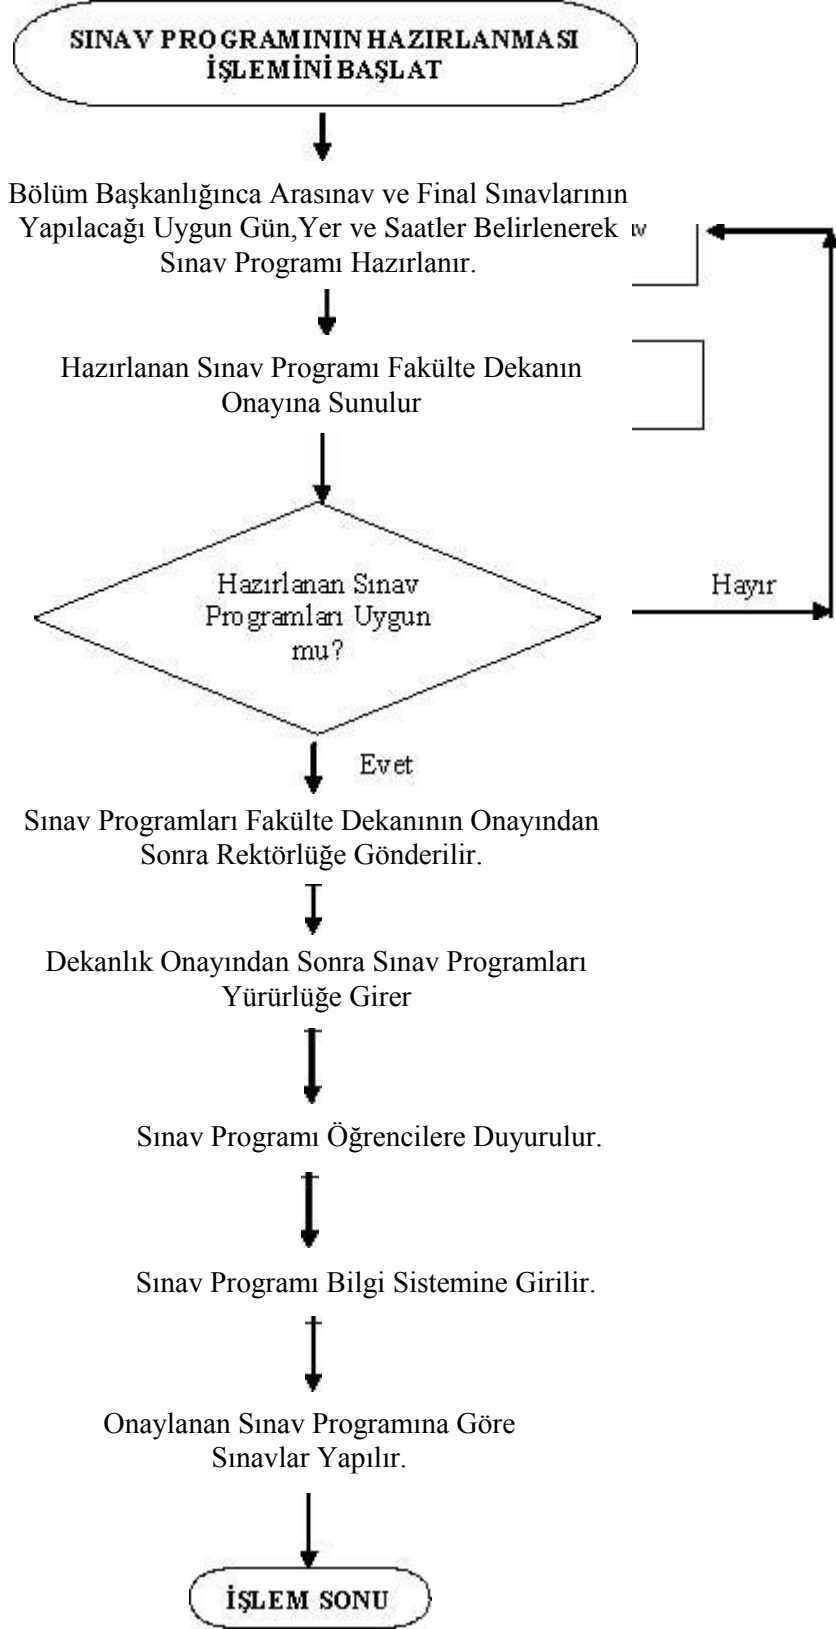 SINAV PROGRAMININ HAZIRLANMASI
İŞLEMİNİ BAŞLAT
Bölüm Başkanlığınca Arasınav ve Final Sınavlarının
Yapılacağı Uygun Gün,Yer ve Saatler Belirlenerek
Sınav Programı Hazırlanır.
Hazırlanan Sınav Programı Fakülte Dekanın
Onayına Sunulur
Hazırlanan Sınav
Programları Uygun
mu?
Hayır
Evet
Sınav Programları Fakülte Dekanının Onayından
Sonra Rektörlüğe Gönderilir.
Dekanlık Onayından Sonra Sınav Programları
Yürürlüğe Girer
Sınav Programı Öğrencilere Duyurulur.
Sınav Programı Bilgi Sistemine Girilir.
Onaylanan Sınav Programına Göre
Sınavlar Yapılır.
İŞLEM SONU